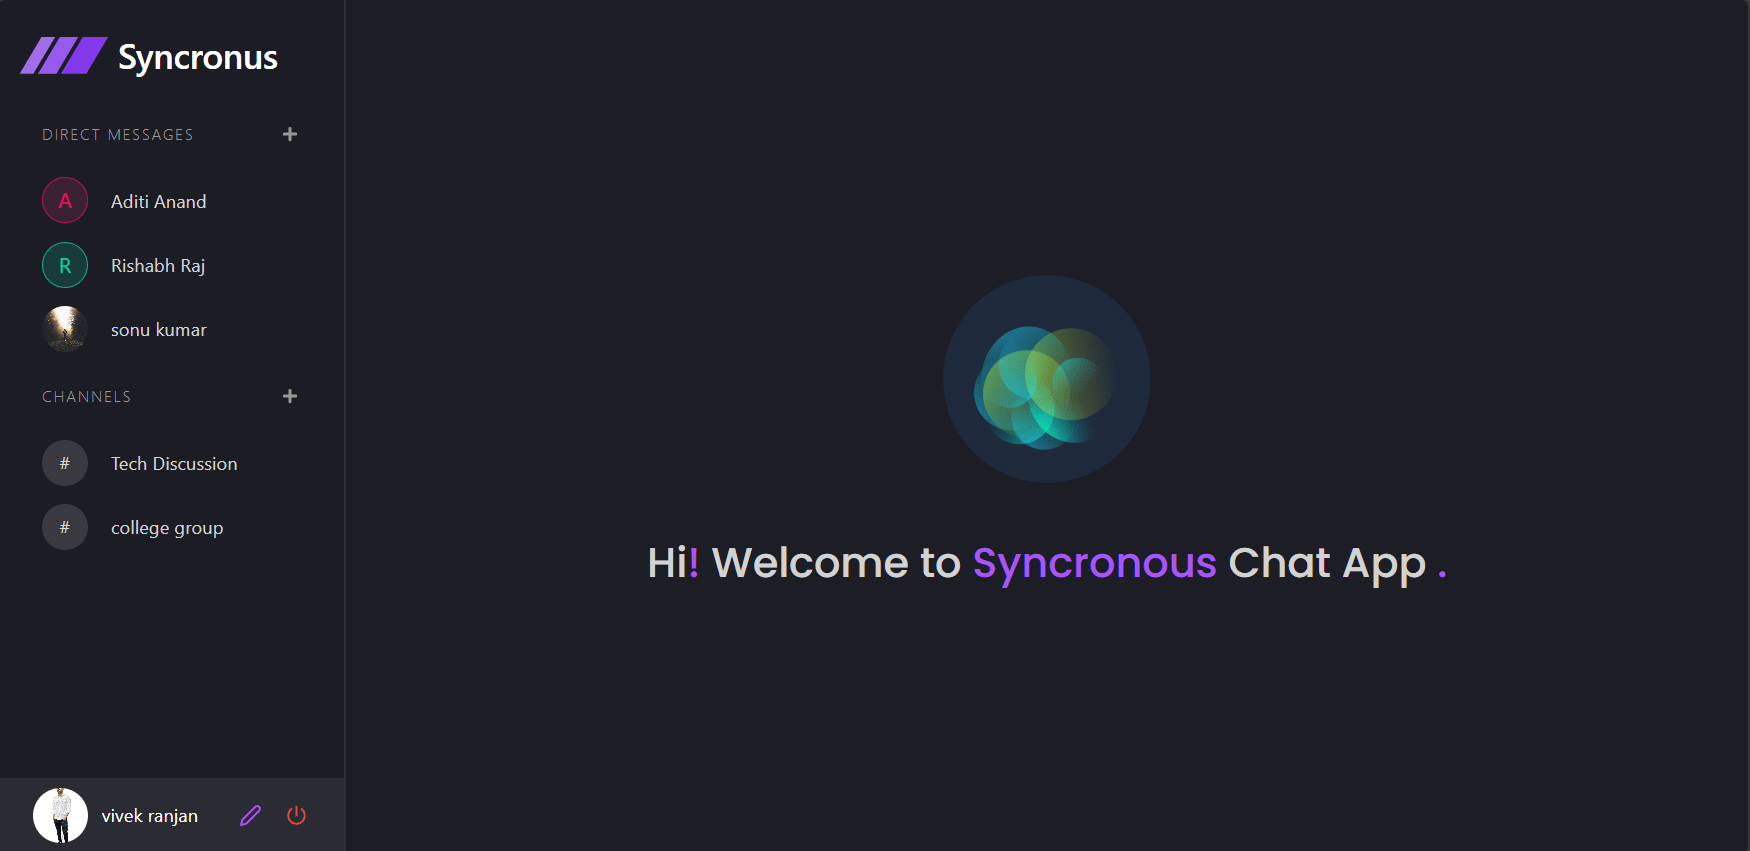 Syncronus
DIRECT MESSAGES
A
Aditi Anand
R
Rishabh Raj
sonu kumar
CHANNELS
#
Tech Discussion
#
college group
vivek ranjan
Hi! Welcome to Syncronous Chat App .